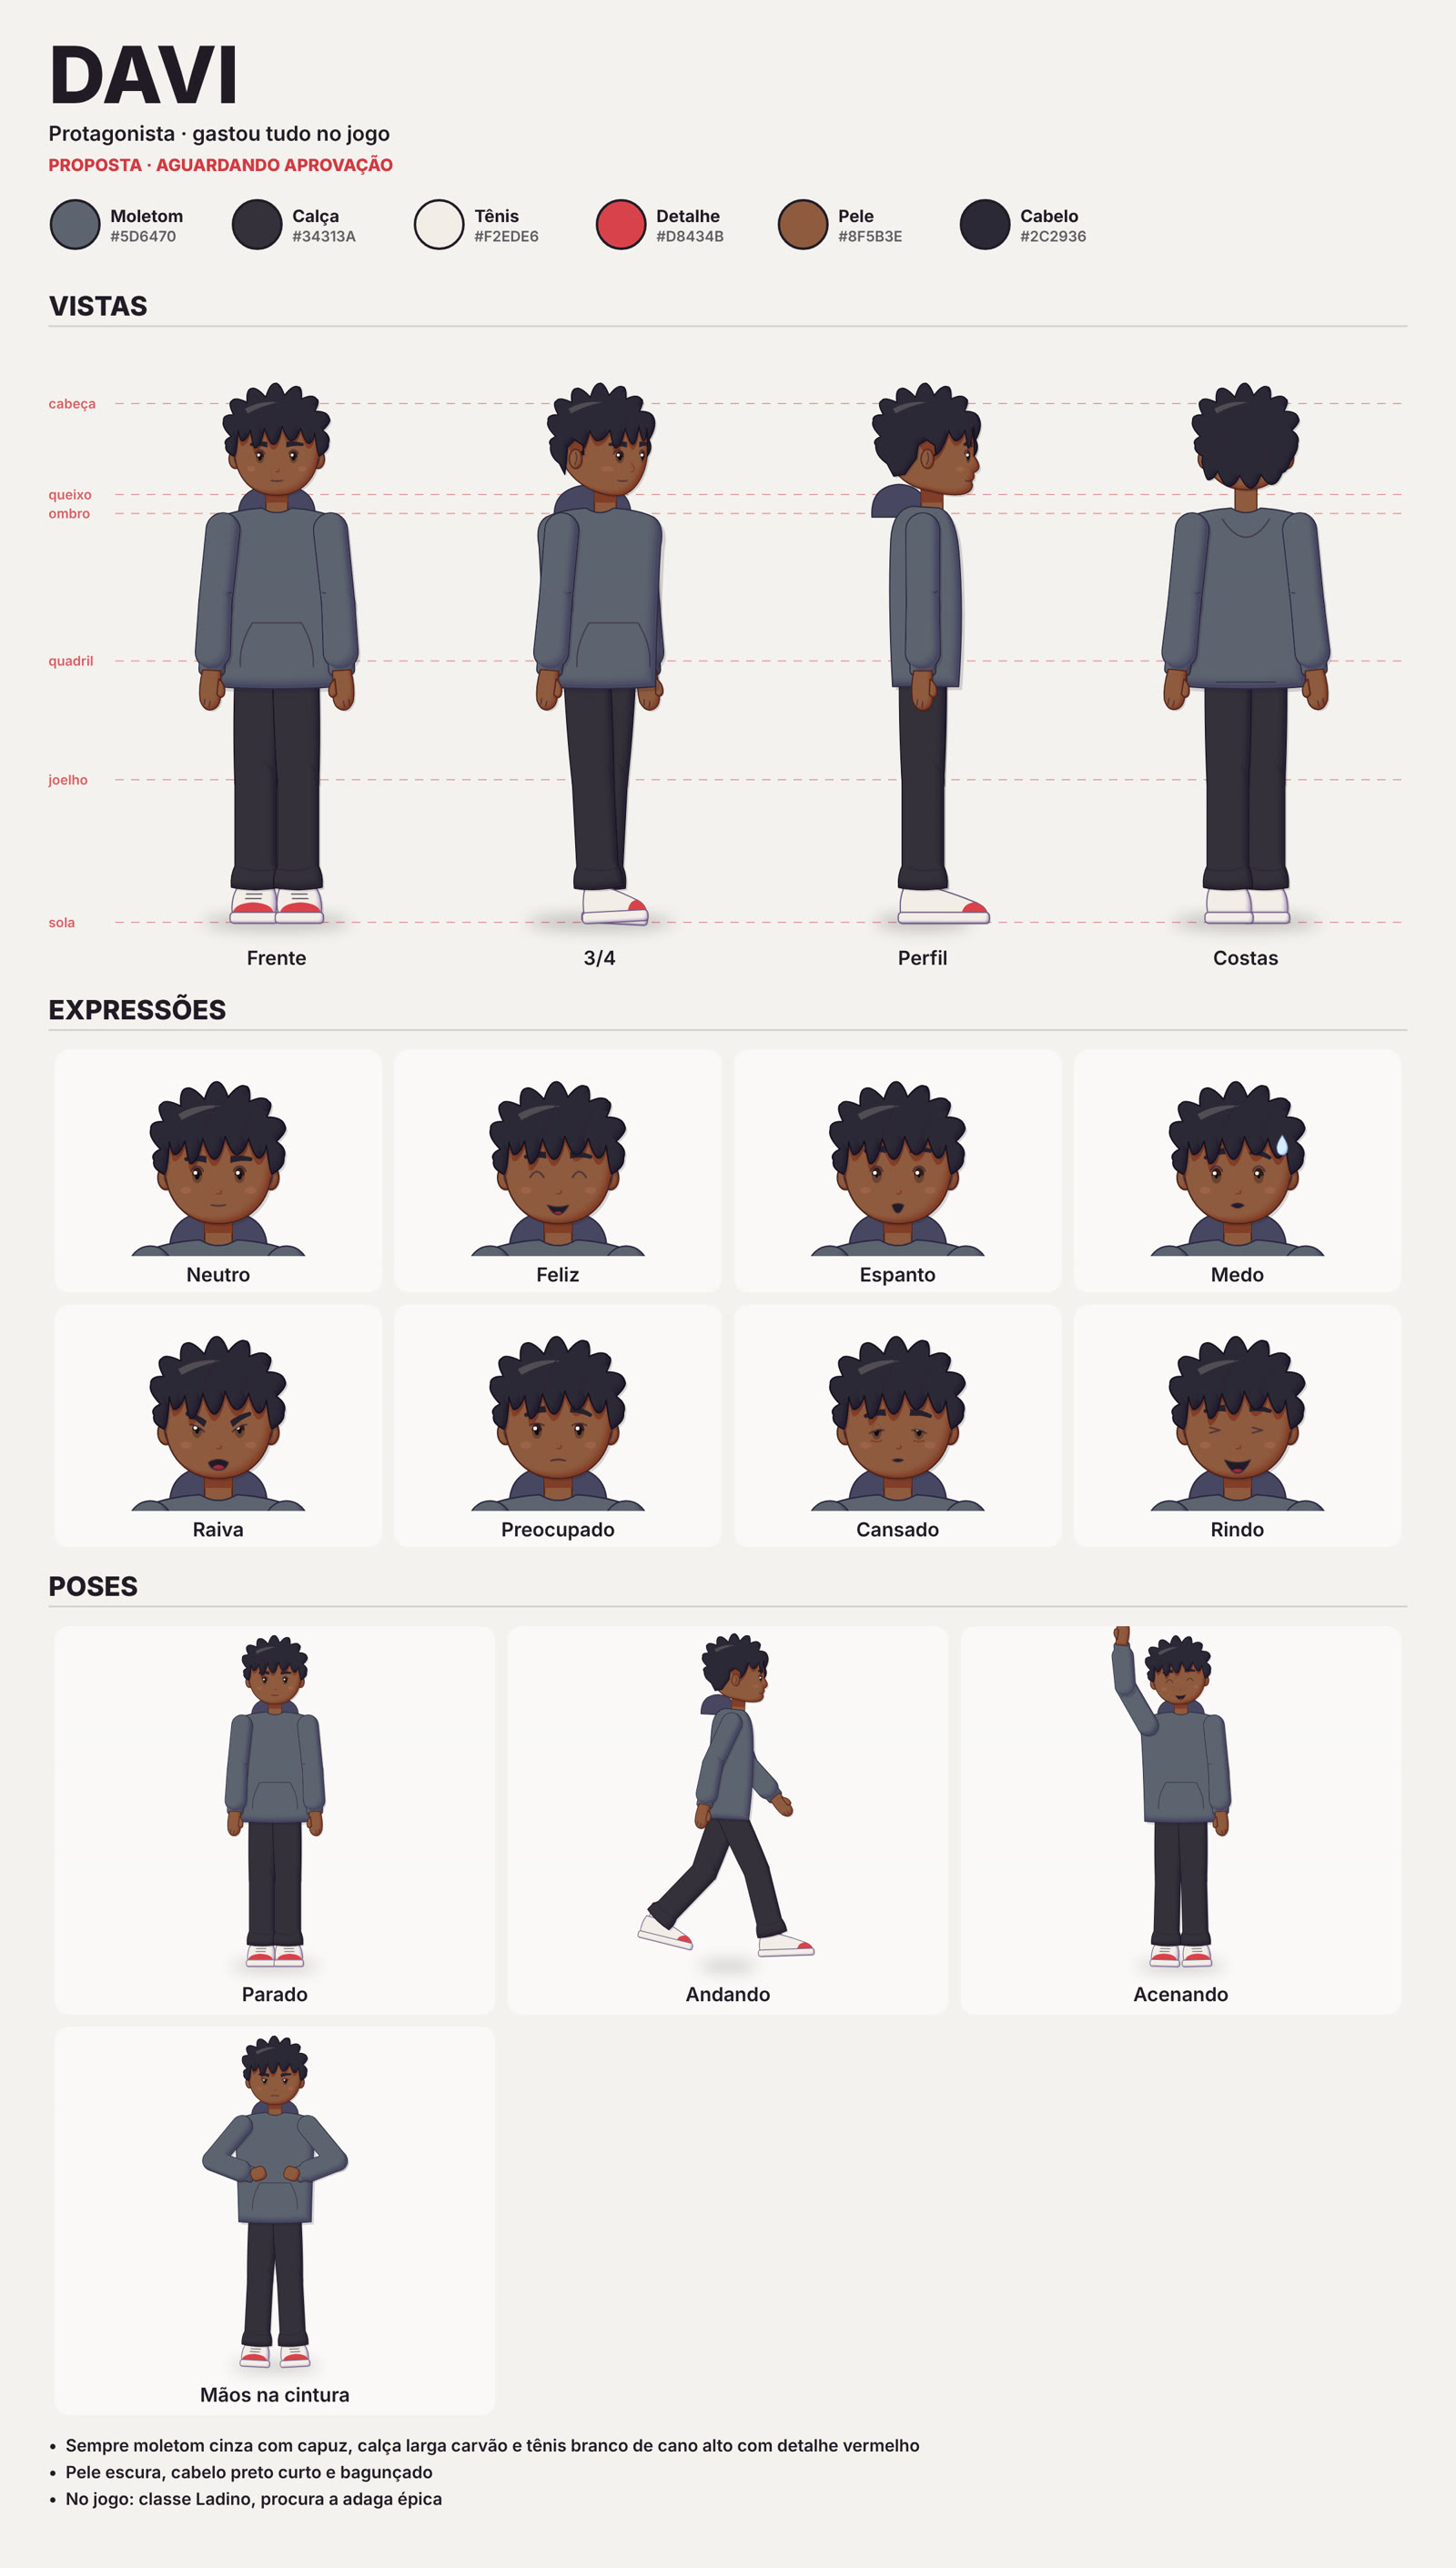 DAVI
Protagonista · gastou tudo no jogo
PROPOSTA · AGUARDANDO APROVAÇÃO
Moletom
#5D6470
Calça
#34313A
Tênis
#F2EDE6
Detalhe
#D8434B
Pele
#8F5B3E
Cabelo
#2C2936
VISTAS
cabeça
queixo
ombro
quadril
joelho
sola
Frente
3/4
Perfil
Costas
EXPRESSÕES
Neutro
Feliz
Espanto
Medo
Raiva
Preocupado
Cansado
Rindo
POSES
Parado
Andando
Acenando
Mãos na cintura
• Sempre moletom cinza com capuz, calça larga carvão e tênis branco de cano alto com detalhe vermelho
• Pele escura, cabelo preto curto e bagunçado
• No jogo: classe Ladino, procura a adaga épica